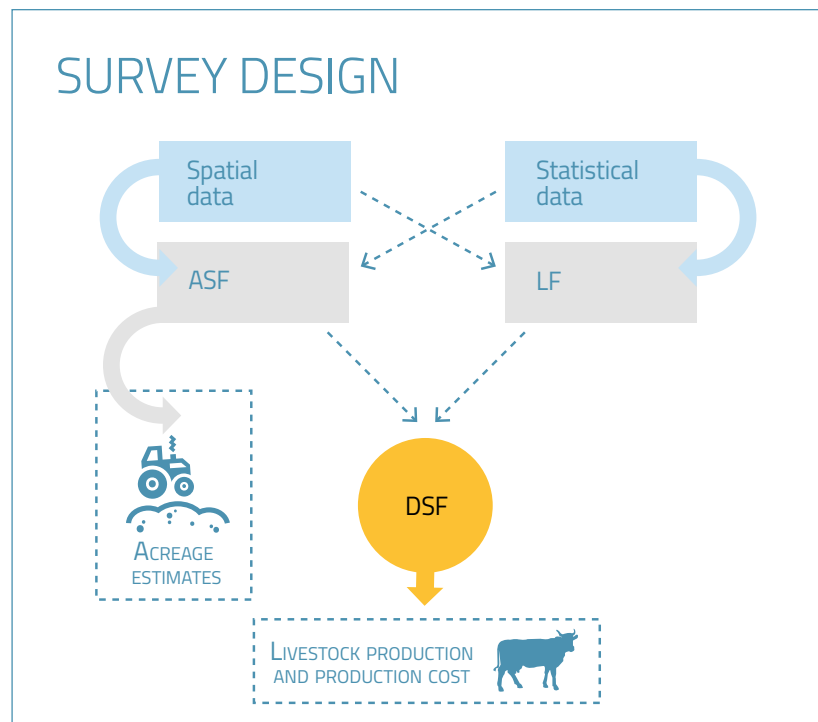 SURVEY DESIGN
Spatial
data
Statistical
data
ASF
LF
DSF
ACREAGE
ESTIMATES
LIVESTOCK PRODUCTION
AND PRODUCTION COST